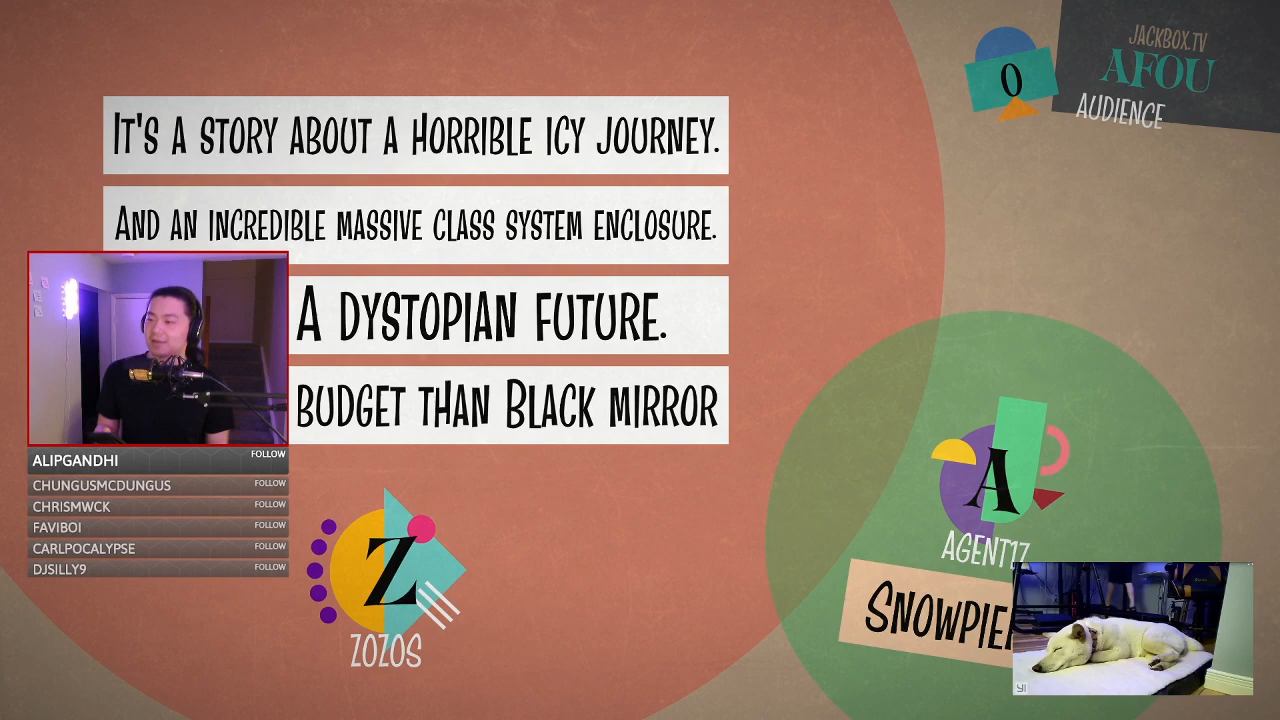 JACKBOX.TV
AFOU
0
AUDIENCE
IT'S A STORY ABOUT A HORRIBLE ICY JOURNEY.
AND AN INCREDIBLE MASSIVE CLASS SYSTEM ENCLOSURE.
A DYSTOPIAN FUTURE.
BUDGET THAN BLACK MIRROR
ALIPGANDHI FOLLOW
CHUNGUSMCDUNGUS FOLLOW
CHRISMWCK FOLLOW
FAVIBOI FOLLOW
CARLPOCALYPSE FOLLOW
DJSILLY9 FOLLOW
Z
ZOZOS
A
AGENT17
YI